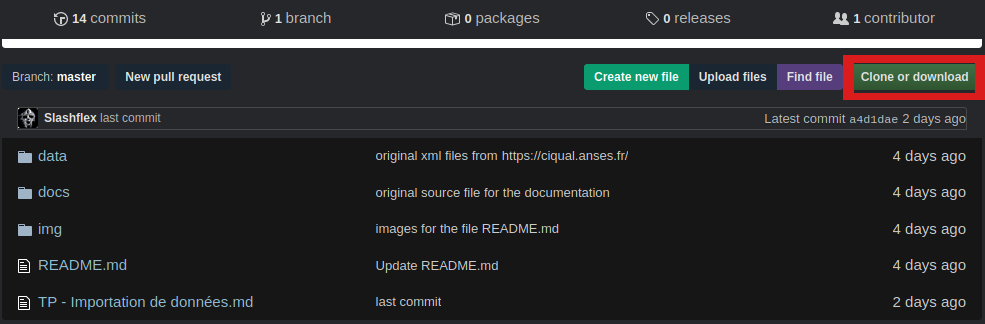 14 commits 1 branch 0 packages 0 releases 1 contributor
Branch: master New pull request Create new file Upload files Find file Clone or download
Slashflex last commit Latest commit a4d1dae 2 days ago
data original xml files from https://ciqual.anses.fr/ 4 days ago
docs original source file for the documentation 4 days ago
img images for the file README.md 4 days ago
README.md Update README.md 4 days ago
TP - Importation de données.md last commit 2 days ago